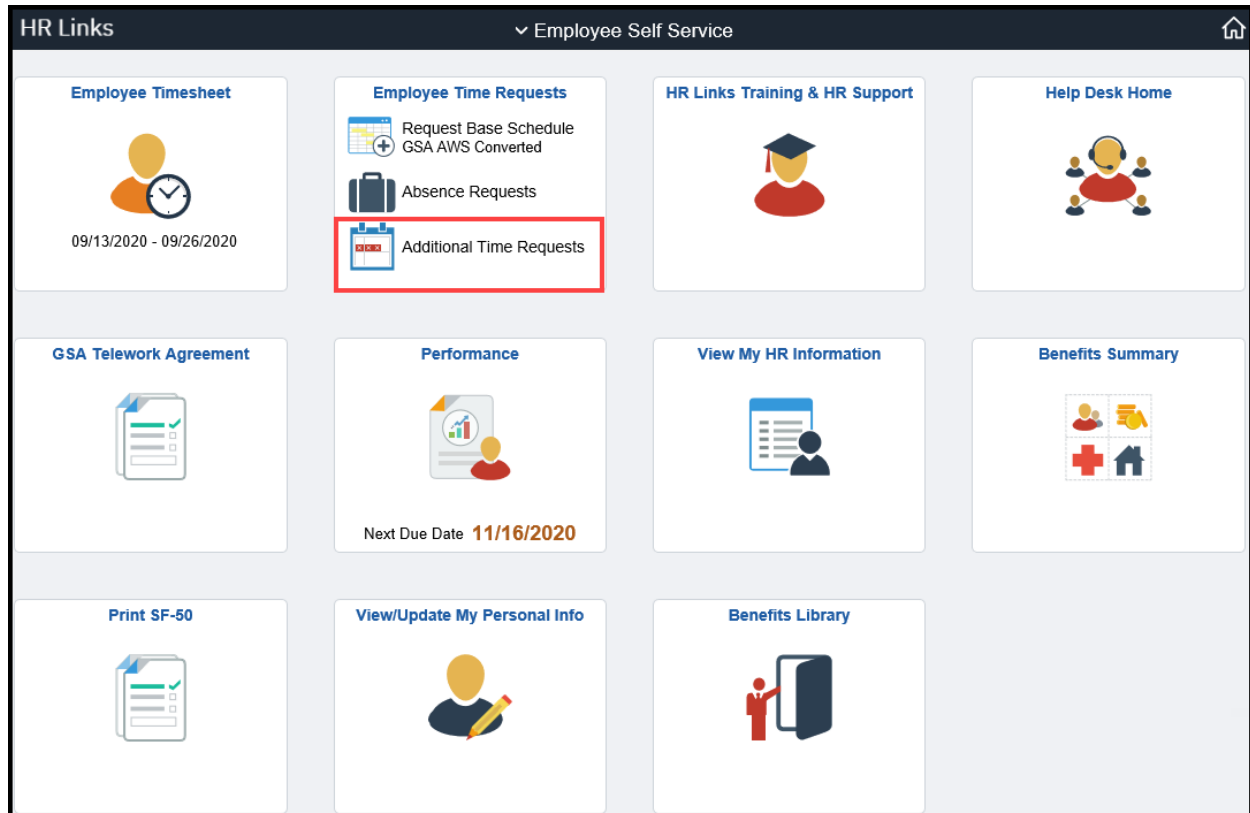 HR Links
Employee Self Service
Employee Timesheet
09/13/2020 - 09/26/2020
Employee Time Requests
Request Base Schedule
GSA AWS Converted
Absence Requests
Additional Time Requests
HR Links Training & HR Support
Help Desk Home
GSA Telework Agreement
Performance
Next Due Date 11/16/2020
View My HR Information
Benefits Summary
Print SF-50
View/Update My Personal Info
Benefits Library